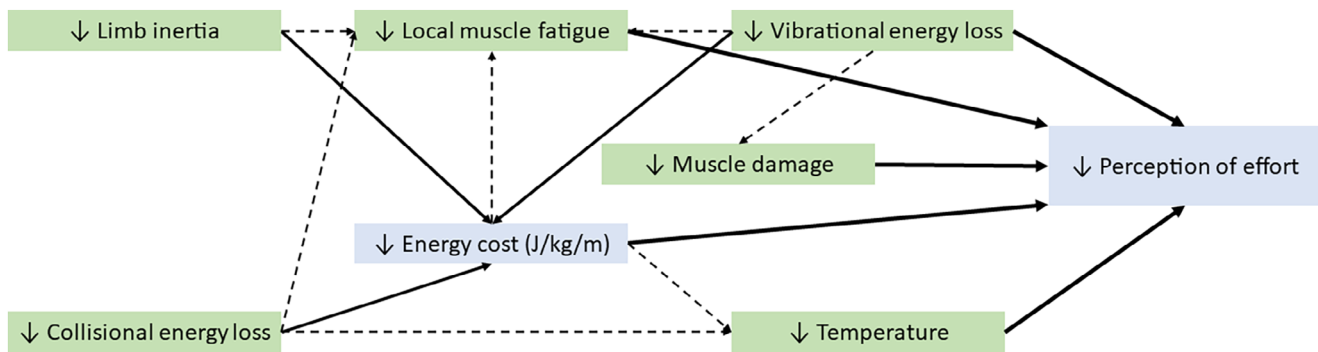 ↓ Limb inertia
↓ Local muscle fatigue
↓ Vibrational energy loss
↓ Muscle damage
↓ Perception of effort
↓ Energy cost (J/kg/m)
↓ Collisional energy loss
↓ Temperature